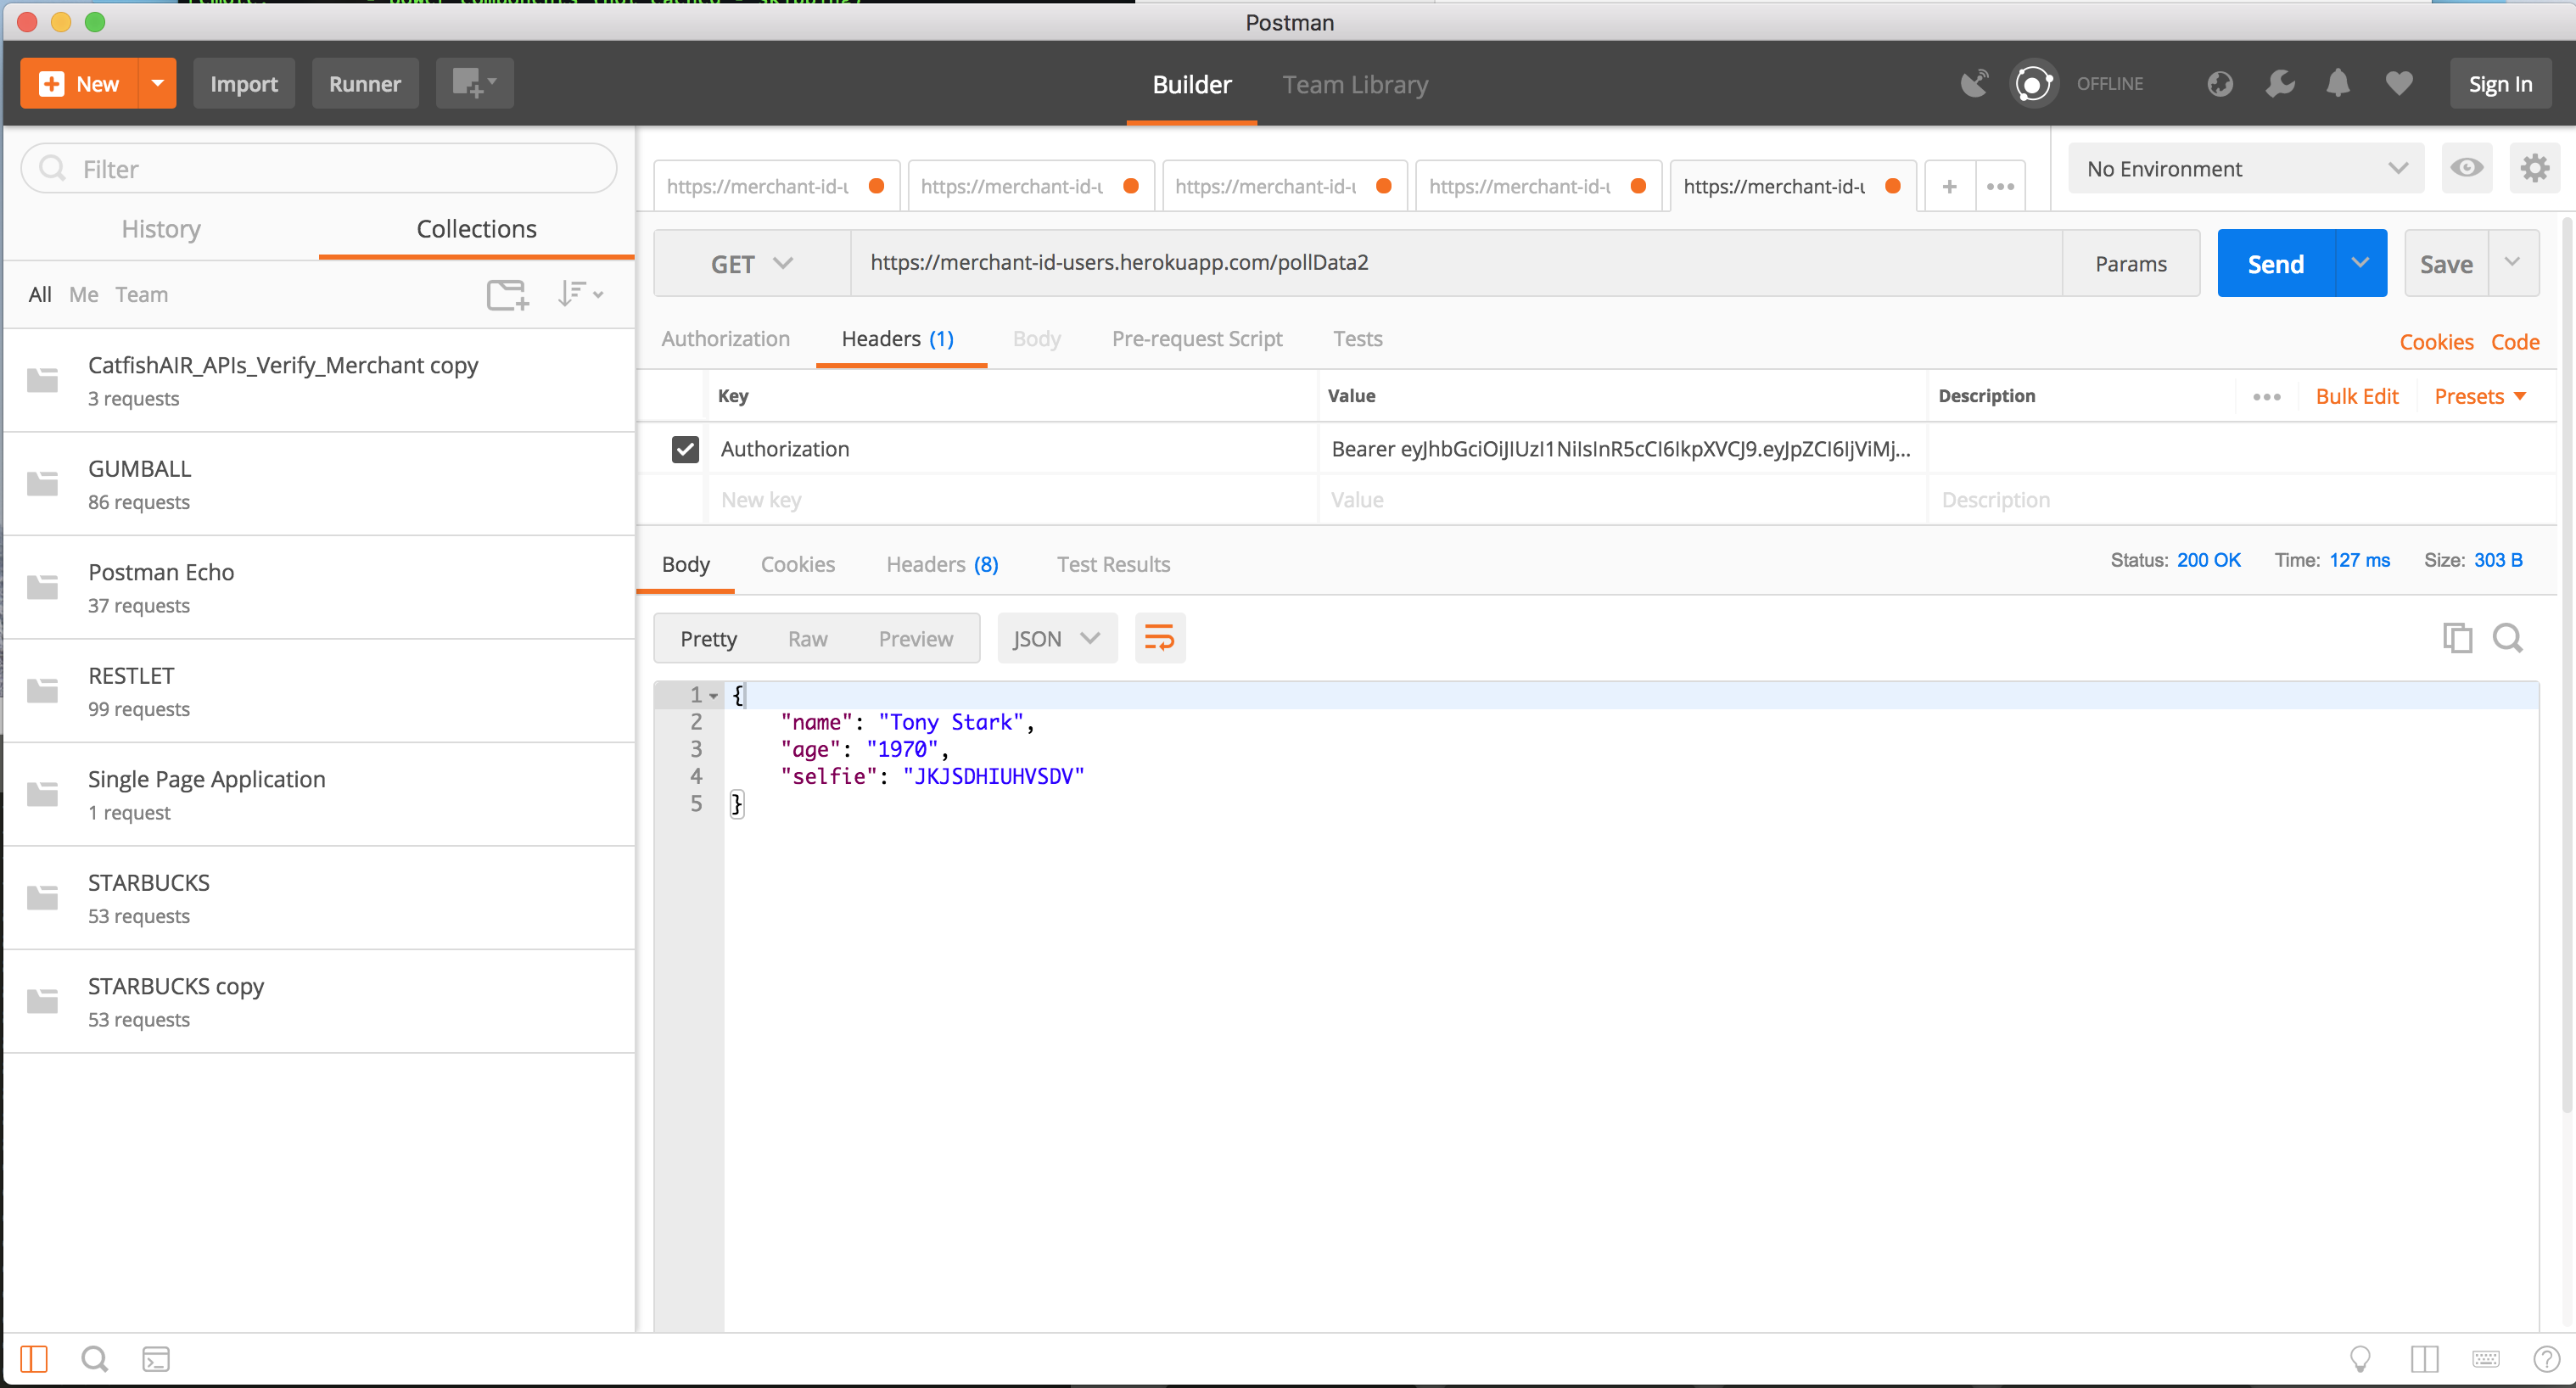 Postman
New
Import
Runner
Builder
Team Library
OFFLINE
Sign In
Filter
https://merchant-id-
https://merchant-id-
https://merchant-id-
https://merchant-id-
https://merchant-id-
No Environment
History
Collections
GET
https://merchant-id-users.herokuapp.com/pollData2
Params
Send
Save
All Me Team
Authorization
Headers (1)
Body
Pre-request Script
Tests
Cookies
Code
CatfishAIR_APIs_Verify_Merchant copy
3 requests
Key
Value
Description
Bulk Edit
Presets
Authorization
Bearer eyJhbGciOiJIUzI1NiIsInR5cCI6IkpXVCJ9.eyJpZCI6IjViMj...
GUMBALL
86 requests
New key
Value
Description
Postman Echo
37 requests
Body
Cookies
Headers (8)
Test Results
Status: 200 OK
Time: 127 ms
Size: 303 B
RESTLET
99 requests
Pretty
Raw
Preview
JSON
1 {
2 "name": "Tony Stark",
3 "age": "1970",
4 "selfie": "JKJSDHIUHVSDV"
5 }
Single Page Application
1 request
STARBUCKS
53 requests
STARBUCKS copy
53 requests